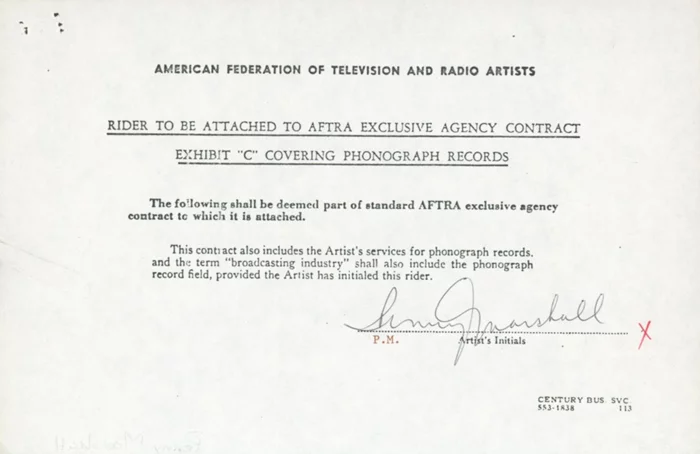 AMERICAN FEDERATION OF TELEVISION AND RADIO ARTISTS
RIDER TO BE ATTACHED TO AFTRA EXCLUSIVE AGENCY CONTRACT
EXHIBIT "C" COVERING PHONOGRAPH RECORDS
The following shall be deemed part of standard AFTRA exclusive agency
contract to which it is attached.
This contract also includes the Artist's services for phonograph records,
and the term "broadcasting industry" shall also include the phonograph
record field, provided the Artist has initialed this rider.
Penny Marshall
X
P.M. Artist's Initials
CENTURY BUS. SVC.
553-1838 113